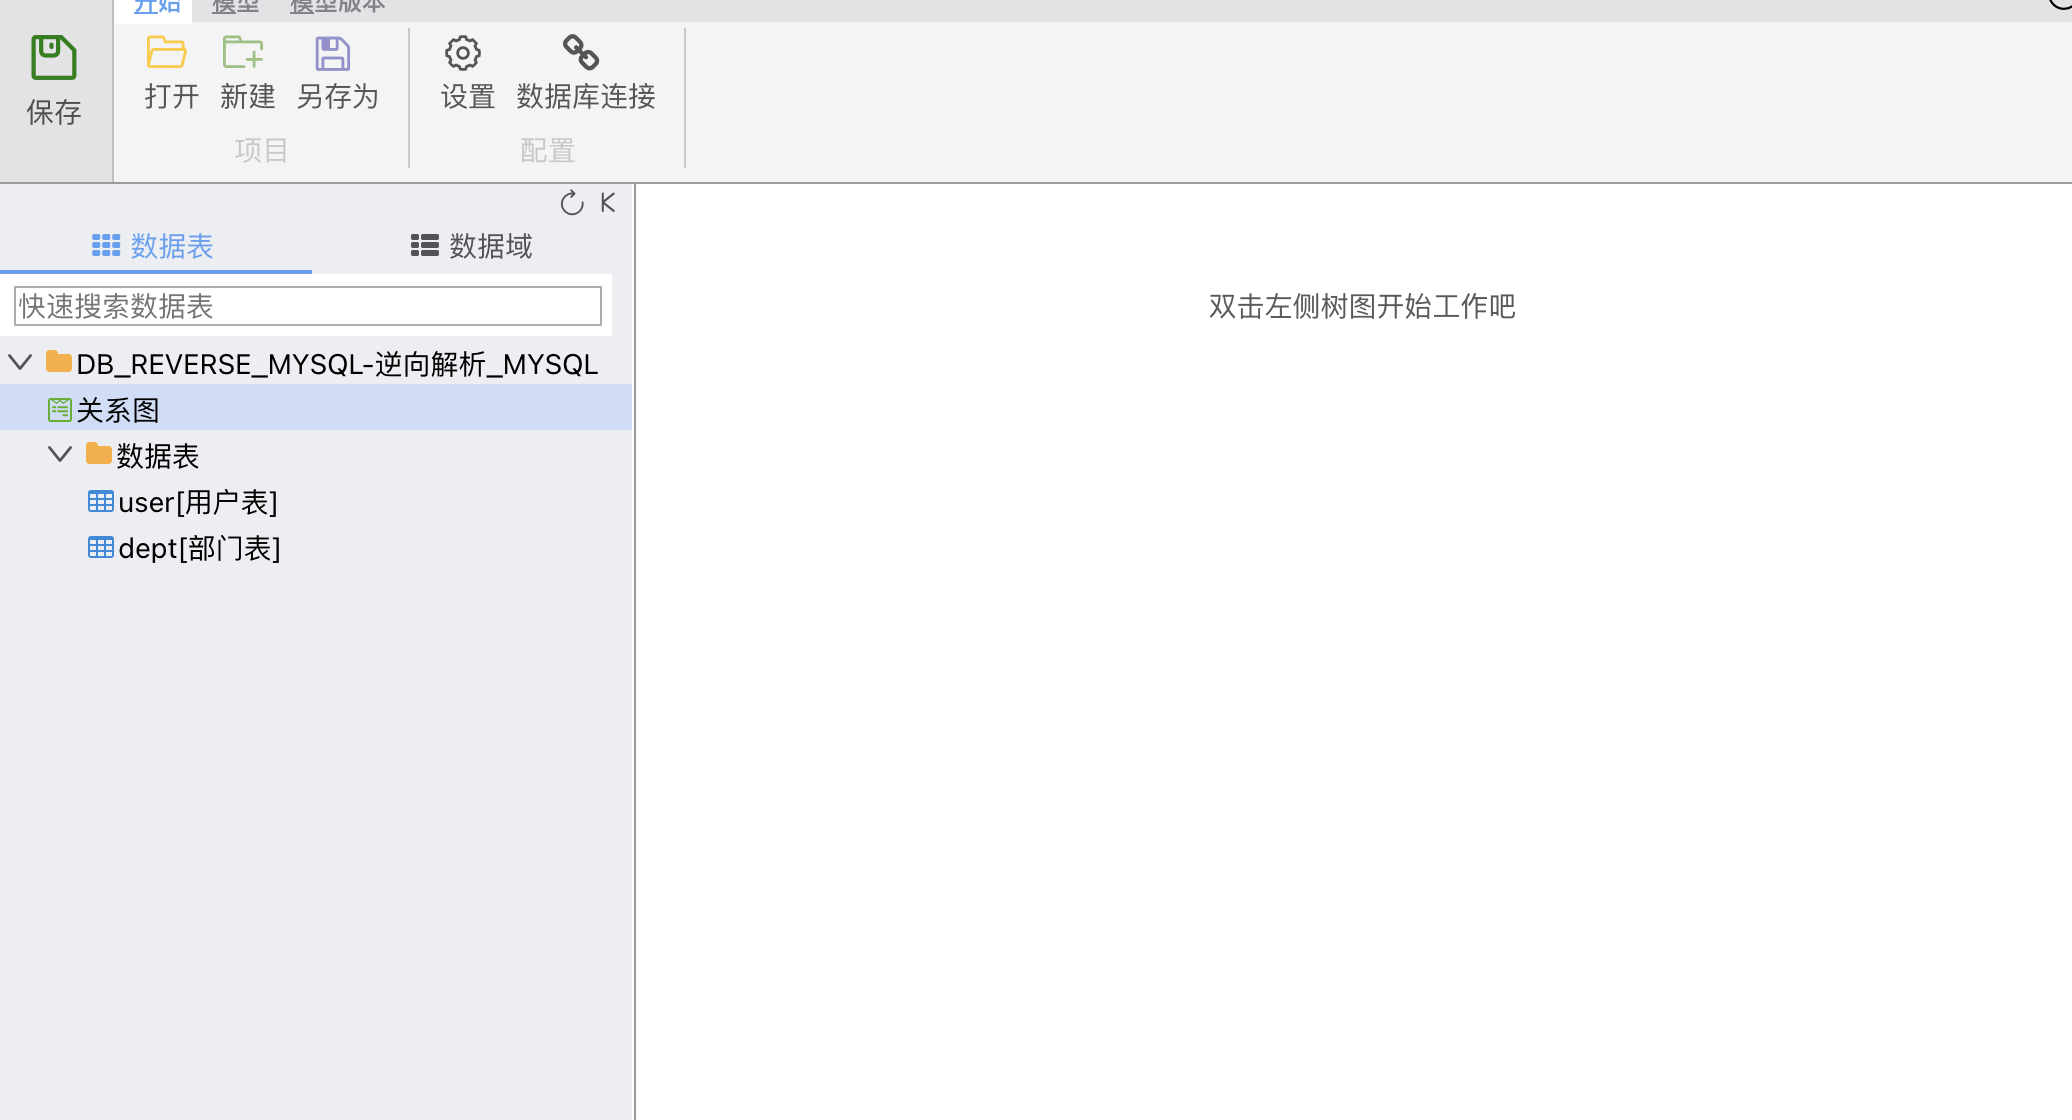 开始 模型 模型版本
保存
打开 新建 另存为 设置 数据库连接
项目 配置
数据表 数据域
快速搜索数据表
双击左侧树图开始工作吧
DB_REVERSE_MYSQL-逆向解析_MYSQL
关系图
数据表
user[用户表]
dept[部门表]